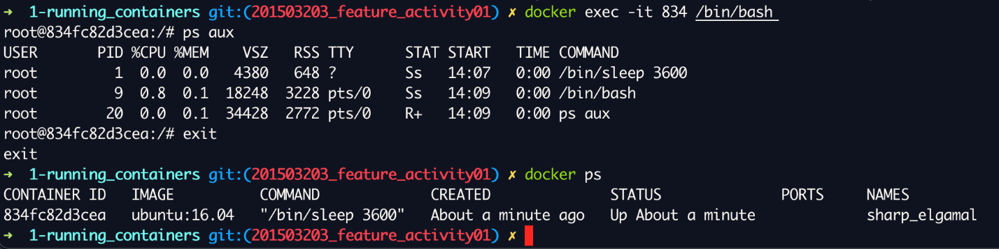 ➜ 1-running_containers git:(201503203_feature_activity01) ✗ docker exec -it 834 /bin/bash
root@834fc82d3cea:/# ps aux
USER PID %CPU %MEM VSZ RSS TTY STAT START TIME COMMAND
root 1 0.0 0.0 4380 648 ? Ss 14:07 0:00 /bin/sleep 3600
root 9 0.8 0.1 18248 3228 pts/0 Ss 14:09 0:00 /bin/bash
root 20 0.0 0.1 34428 2772 pts/0 R+ 14:09 0:00 ps aux
root@834fc82d3cea:/# exit
exit
➜ 1-running_containers git:(201503203_feature_activity01) ✗ docker ps
CONTAINER ID IMAGE COMMAND CREATED STATUS PORTS NAMES
834fc82d3cea ubuntu:16.04 "/bin/sleep 3600" About a minute ago Up About a minute sharp_elgamal
➜ 1-running_containers git:(201503203_feature_activity01) ✗